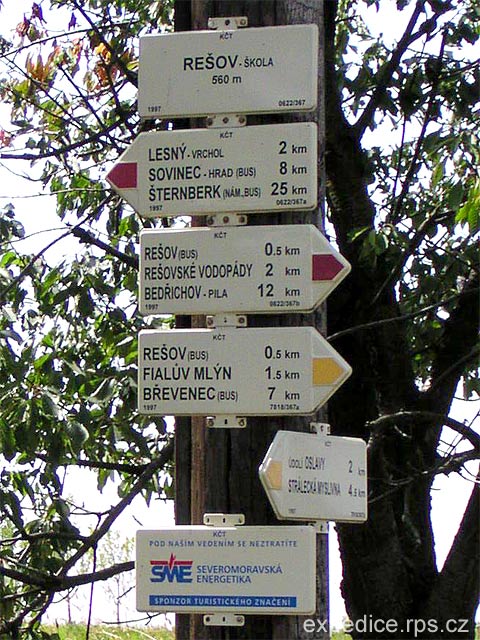 KČT
REŠOV - ŠKOLA
560 m
1997 0622/367
KČT
LESNÝ - VRCHOL 2 km
SOVINEC - HRAD (BUS) 8 km
ŠTERNBERK (NÁM., BUS) 25 km
1997 0622/367a
KČT
REŠOV (BUS) 0.5 km
REŠOVSKÉ VODOPÁDY 2 km
BEDŘICHOV - PILA 12 km
1997 0622/367b
KČT
REŠOV (BUS) 0.5 km
FIALŮV MLÝN 1.5 km
BŘEVENEC (BUS) 7 km
1997 7818/367a
KČT
ÚDOLÍ OSLAVY 2 km
STRÁLECKÁ MYSLIVNA 4.5 km
1997
KČT
POD NAŠÍM VEDENÍM SE NEZTRATÍTE
SME SEVEROMORAVSKÁ
ENERGETIKA
SPONZOR TURISTICKÉHO ZNAČENÍ
expedice.rps.cz